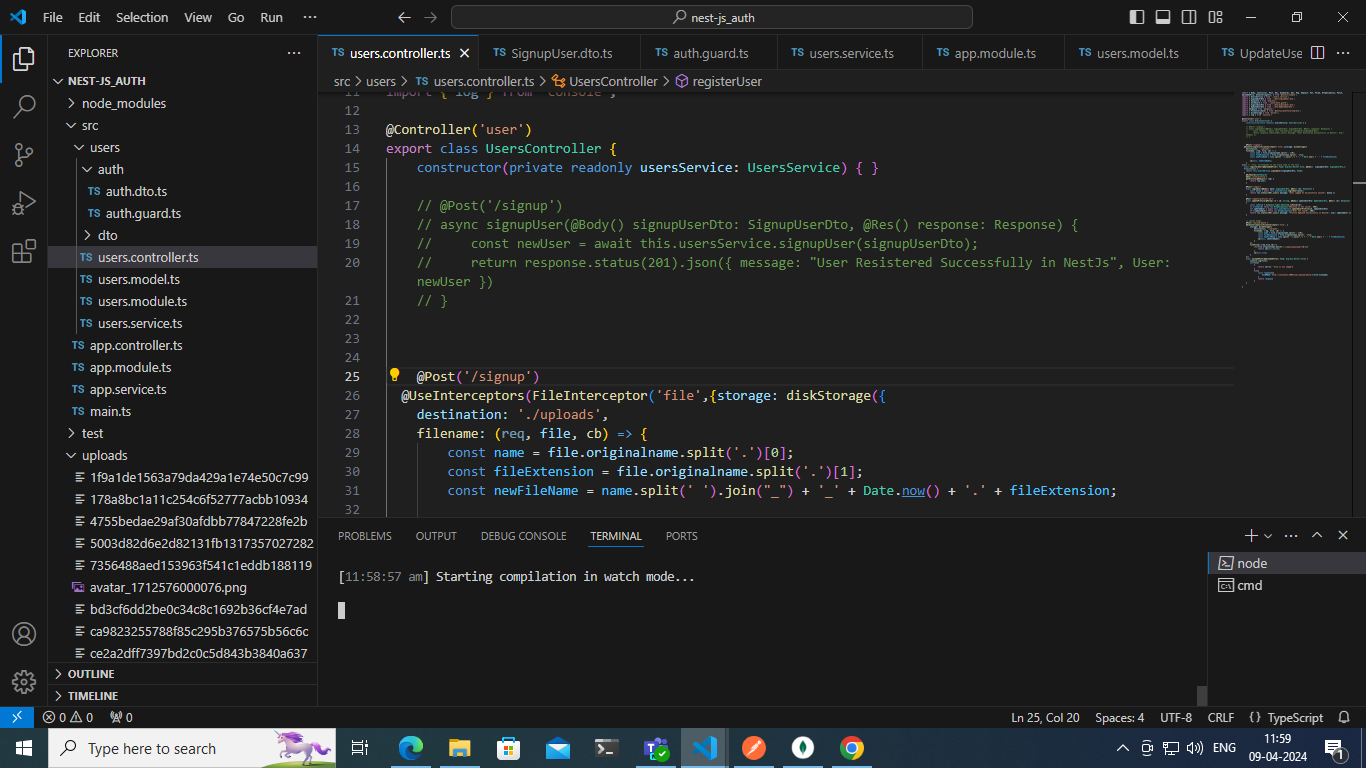 File Edit Selection View Go Run ··· nest-js_auth
EXPLORER ···
users.controller.ts SignupUser.dto.ts auth.guard.ts users.service.ts app.module.ts users.model.ts UpdateUse ···
src > users > TS users.controller.ts > UsersController > registerUser
NEST-JS_AUTH
node_modules
src
users
auth
TS auth.dto.ts
TS auth.guard.ts
dto
TS users.controller.ts
TS users.model.ts
TS users.module.ts
TS users.service.ts
TS app.controller.ts
TS app.module.ts
TS app.service.ts
TS main.ts
test
uploads
1f9a1de1563a79da429a1e74e50c7c99
178a8bc1a11c254c6f52777acbb10934
4755bedae29af30afdbb77847228fe2b
5003d82d6e2d82131fb1317357027282
7356488aed153963f541c1eddb188119
avatar_1712576000076.png
bd3cf6dd2be0c34c8c1692b36cf4e7ad
ca9823255788f85c295b376575b56c6c
ce2a2dff7397bd2c0c5d843b3840a637
OUTLINE
TIMELINE
11 import { log } from 'console';
12
13 @Controller('user')
14 export class UsersController {
15 constructor(private readonly usersService: UsersService) { }
16
17 // @Post('/signup')
18 // async signupUser(@Body() signupUserDto: SignupUserDto, @Res() response: Response) {
19 //     const newUser = await this.usersService.signupUser(signupUserDto);
20 //     return response.status(201).json({ message: "User Resistered Successfully in NestJs", User:
newUser })
21 // }
22
23
24
25 @Post('/signup')
26 @UseInterceptors(FileInterceptor('file',{storage: diskStorage({
27 destination: './uploads',
28 filename: (req, file, cb) => {
29 const name = file.originalname.split('.')[0];
30 const fileExtension = file.originalname.split('.')[1];
31 const newFileName = name.split(' ').join("_") + '_' + Date.now() + '.' + fileExtension;
32
PROBLEMS OUTPUT DEBUG CONSOLE TERMINAL PORTS
[11:58:57 am] Starting compilation in watch mode...
node
cmd
0 0 0 Ln 25, Col 20 Spaces: 4 UTF-8 CRLF {} TypeScript
Type here to search
ENG
11:59
09-04-2024
1